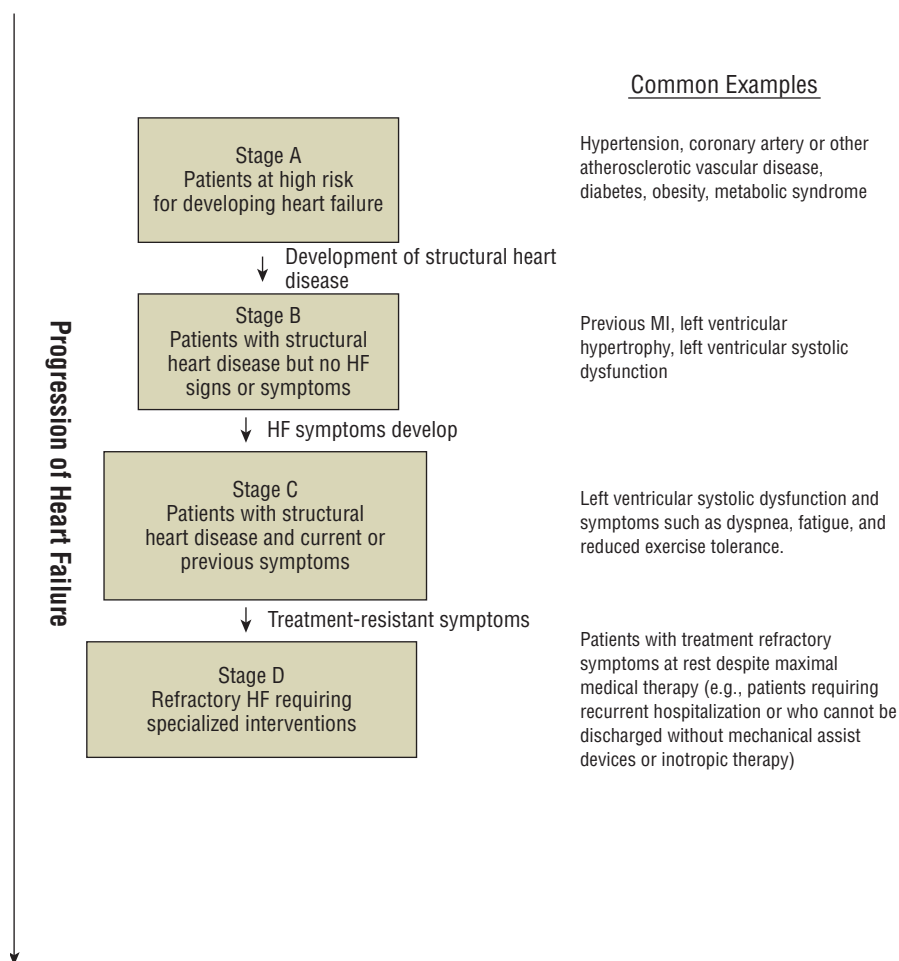 Common Examples
Stage A
Patients at high risk
for developing heart failure
Hypertension, coronary artery or other
atherosclerotic vascular disease,
diabetes, obesity, metabolic syndrome
Development of structural heart
disease
Progression of Heart Failure
Stage B
Patients with structural
heart disease but no HF
signs or symptoms
Previous MI, left ventricular
hypertrophy, left ventricular systolic
dysfunction
HF symptoms develop
Stage C
Patients with structural
heart disease and current or
previous symptoms
Left ventricular systolic dysfunction and
symptoms such as dyspnea, fatigue, and
reduced exercise tolerance.
Treatment-resistant symptoms
Stage D
Refractory HF requiring
specialized interventions
Patients with treatment refractory
symptoms at rest despite maximal
medical therapy (e.g., patients requiring
recurrent hospitalization or who cannot be
discharged without mechanical assist
devices or inotropic therapy)